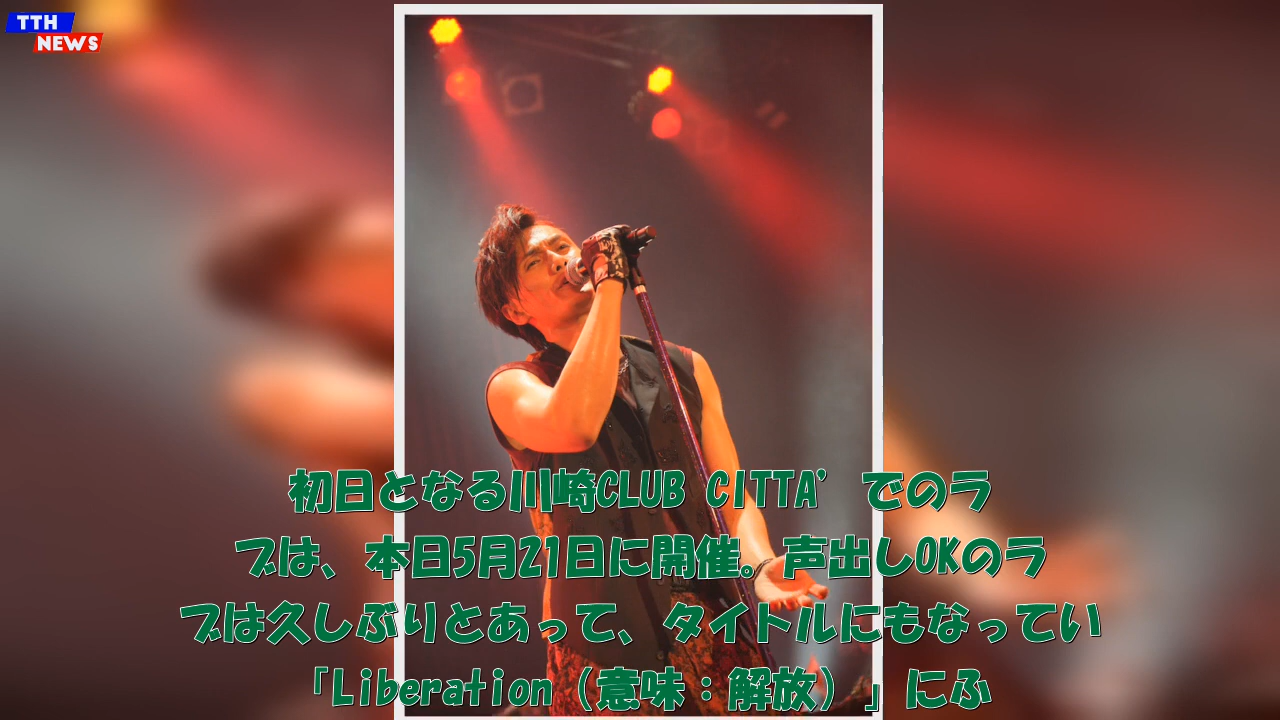 TTH
NEWS
初日となる川崎CLUB CITTA’でのラ
ブは、本日5月21日に開催。声出しOKのラ
ブは久しぶりとあって、タイトルにもなってい
「Liberation（意味：解放）」にふ